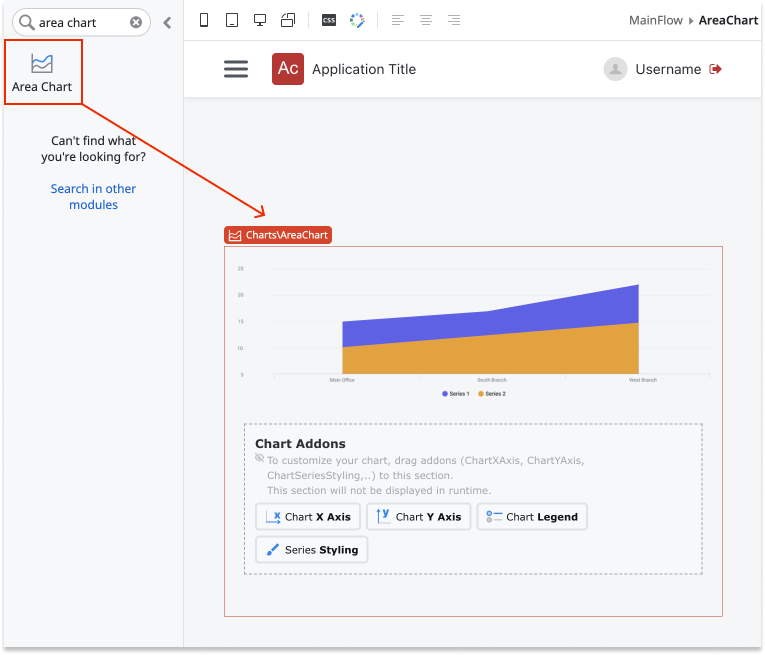 area chart
Area Chart
Can't find what
you're looking for?
Search in other
modules
css
MainFlow ▸ AreaChart
Ac Application Title
Username
Charts\AreaChart
25
20
15
10
5
Main Office
South Branch
West Branch
Series 1 Series 2
Chart Addons
To customize your chart, drag addons (ChartXAxis, ChartYAxis,
ChartSeriesStyling,..) to this section.
This section will not be displayed in runtime.
x Chart X Axis
y Chart Y Axis
Chart Legend
Series Styling